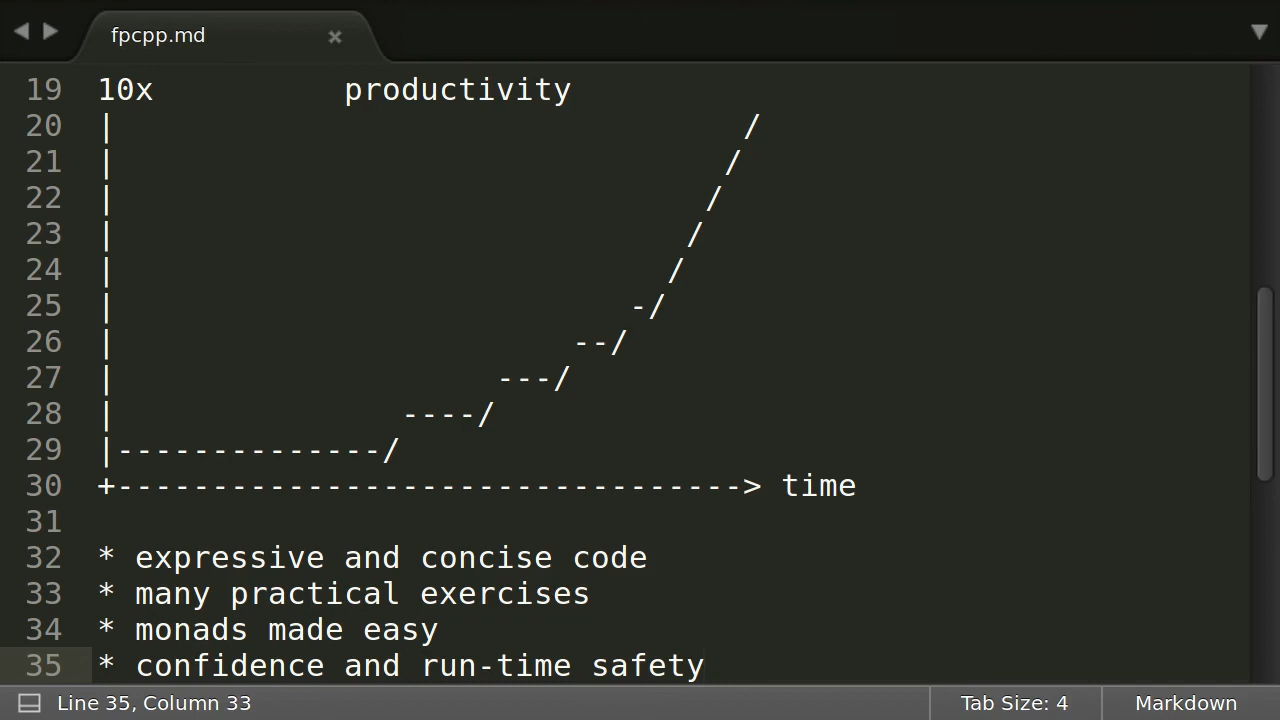 fpcpp.md
19 10x          productivity
20 |                                  /
21 |                                 /
22 |                                /
23 |                               /
24 |                              /
25 |                            -/
26 |                         --/
27 |                     ---/
28 |                ----/
29 |--------------/
30 +---------------------------------> time
31
32 * expressive and concise code
33 * many practical exercises
34 * monads made easy
35 * confidence and run-time safety
Line 35, Column 33
Tab Size: 4
Markdown